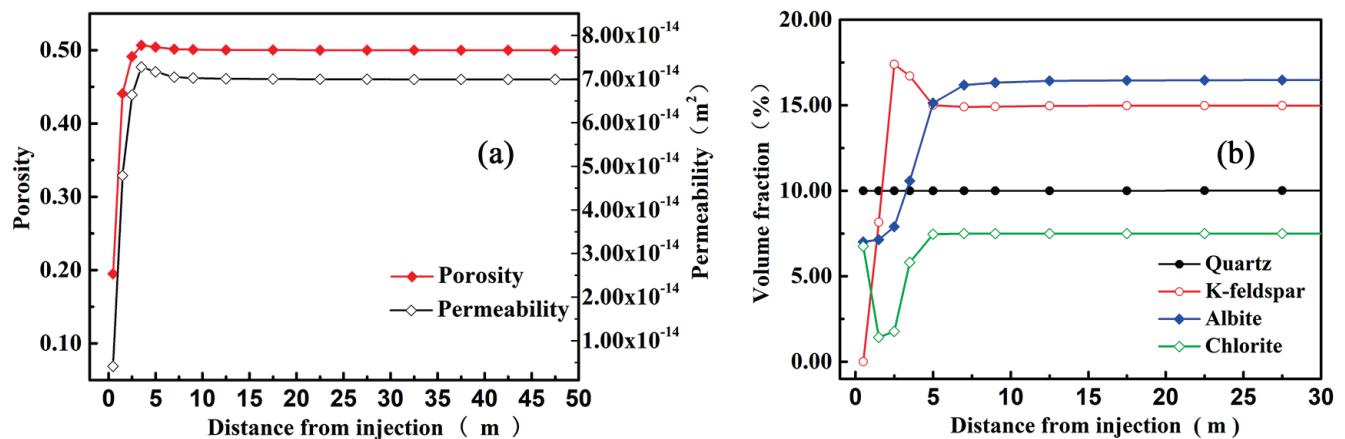 0.50
0.40
0.30
0.20
0.10
Porosity
8.00x10-14
7.00x10-14
6.00x10-14
5.00x10-14
4.00x10-14
3.00x10-14
2.00x10-14
1.00x10-14
Permeability（m2）
(a)
Porosity
Permeability
0 5 10 15 20 25 30 35 40 45 50
Distance from injection （ m）
20.00
15.00
10.00
5.00
0.00
Volume fraction（%）
(b)
Quartz
K-feldspar
Albite
Chlorite
0 5 10 15 20 25 30
Distance from injection ( m )